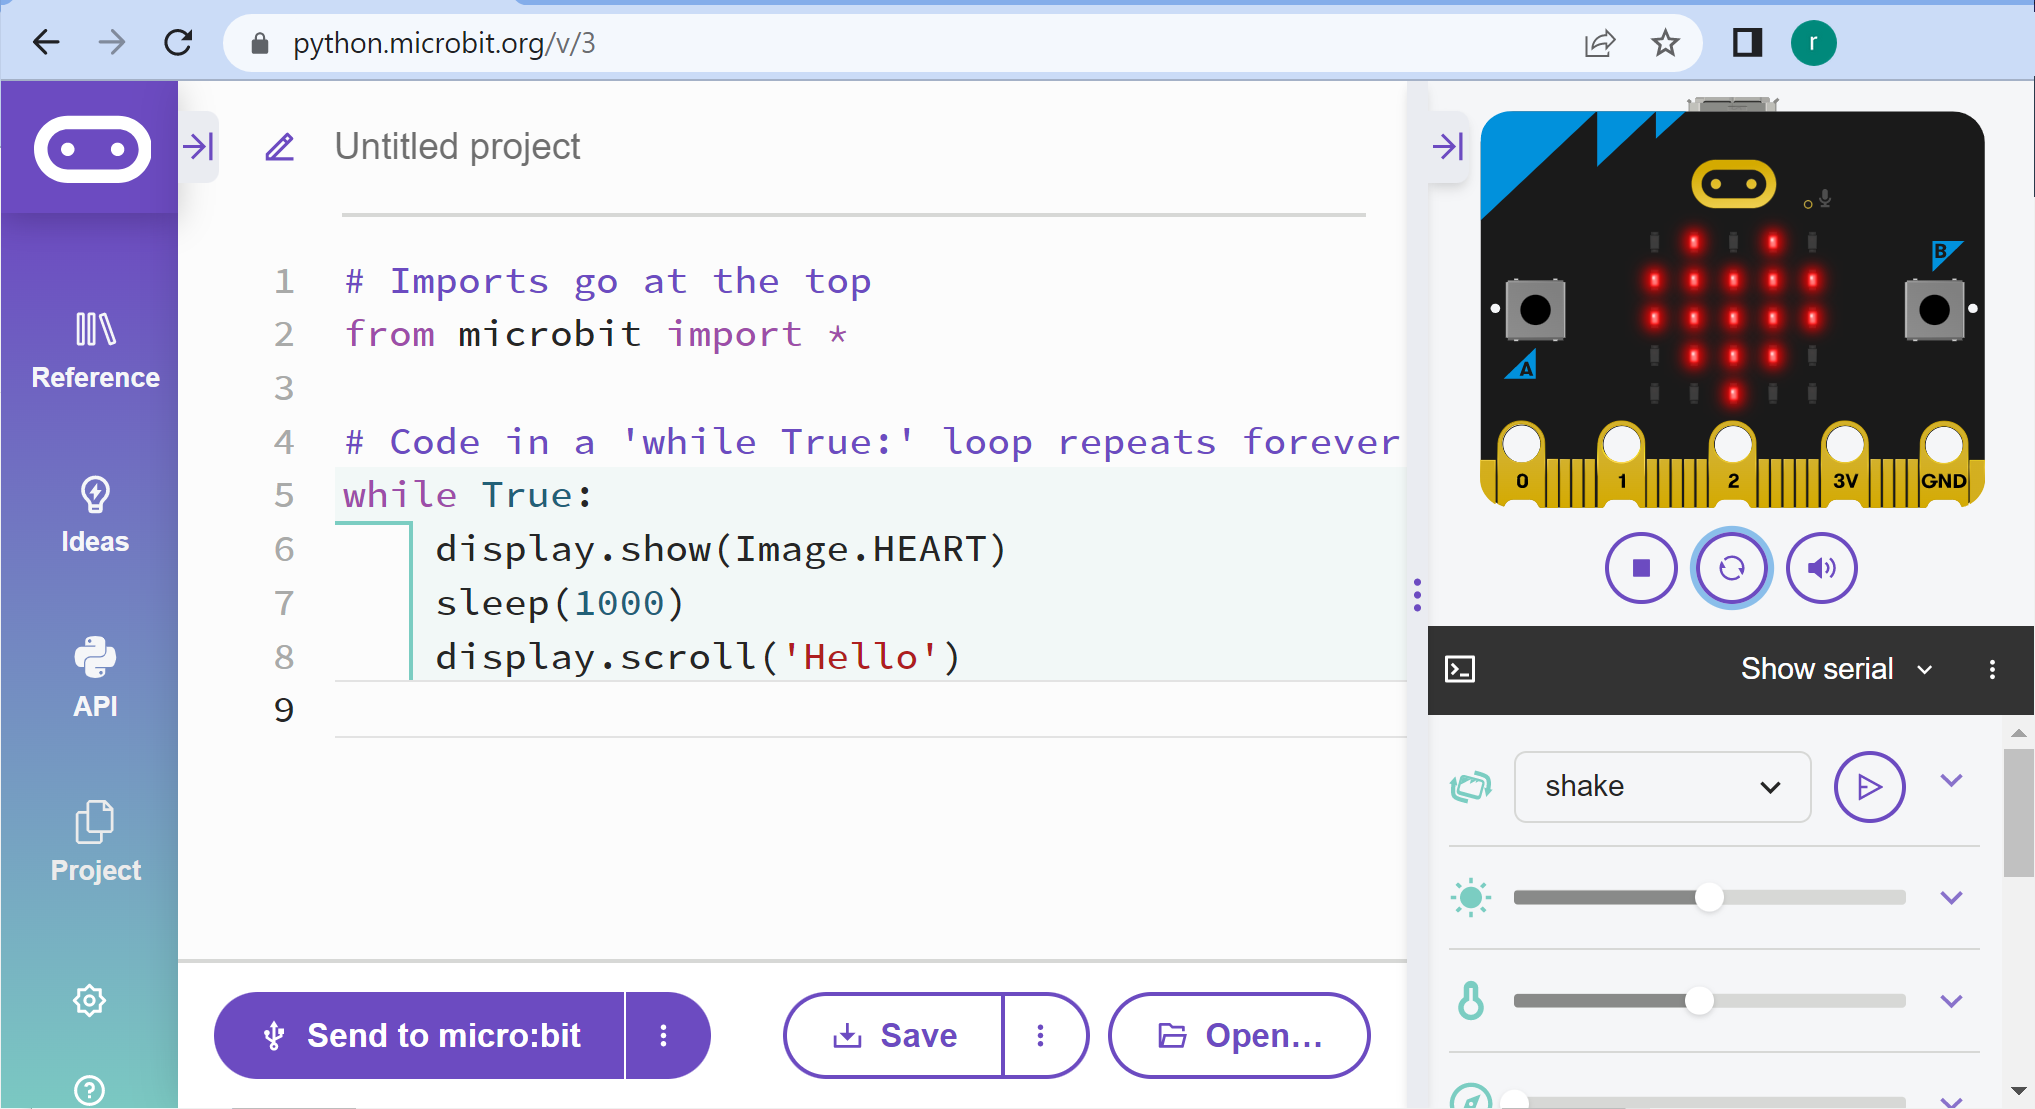 python.microbit.org/v/3
r
Untitled project
1 # Imports go at the top
2 from microbit import *
3
4 # Code in a 'while True:' loop repeats forever
5 while True:
6 display.show(Image.HEART)
7 sleep(1000)
8 display.scroll('Hello')
9
Reference
Ideas
API
Project
Send to micro:bit
Save
Open...
A
B
0 1 2 3V GND
Show serial
shake